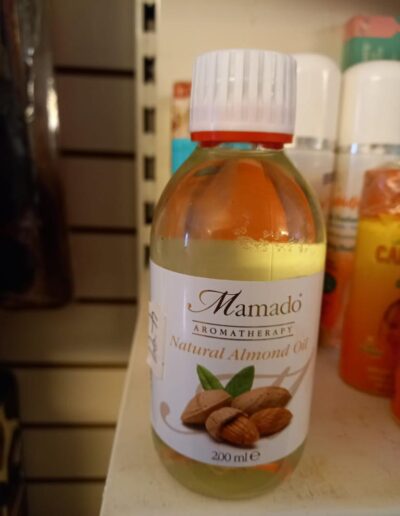 Mamado
AROMATHERAPY
Natural Almond Oil
200 ml e